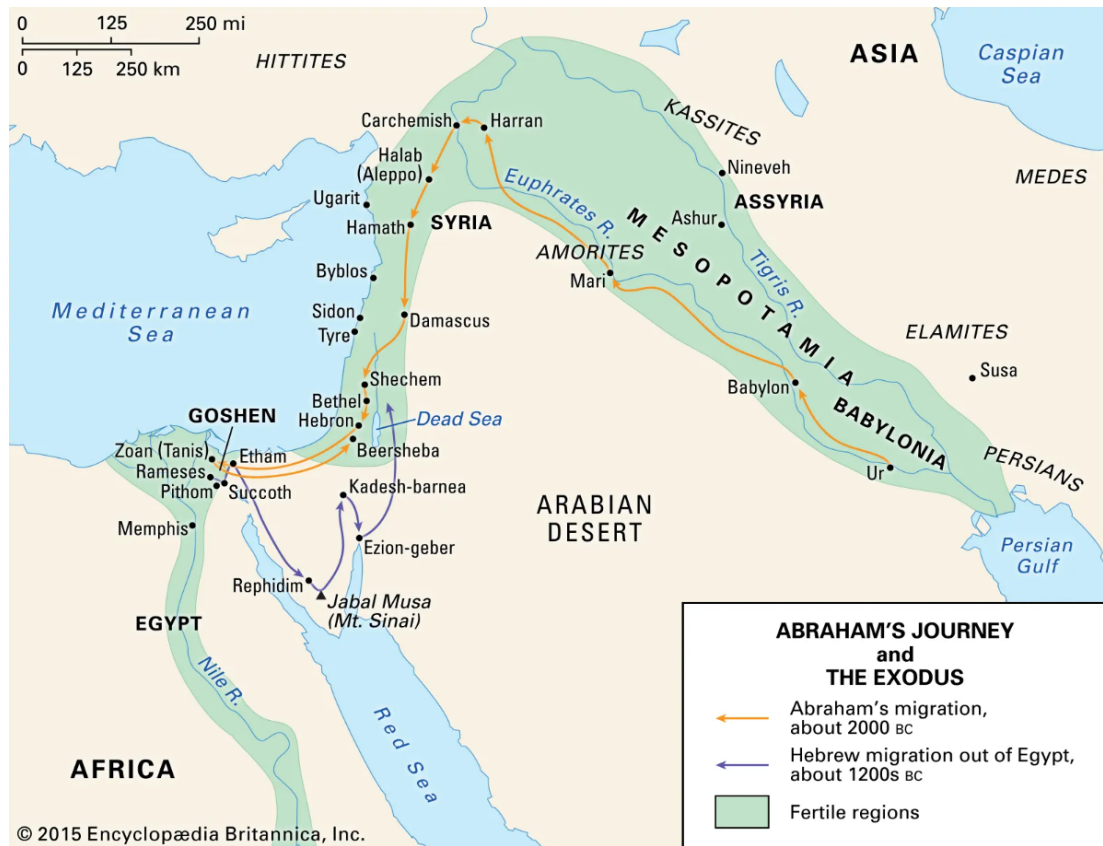 0 125 250 mi
0 125 250 km
HITTITES
ASIA
Caspian
Sea
KASSITES
Carchemish
Harran
Halab
(Aleppo)
Nineveh
MEDES
Euphrates R.
ASSYRIA
Ugarit
SYRIA
Ashur
Hamath
MESOPOTAMIA
AMORITES
Tigris R.
Byblos
Mari
Mediterranean
Sea
Sidon
Damascus
Tyre
ELAMITES
Susa
Shechem
Babylon
Bethel
BABYLONIA
GOSHEN
Hebron
Dead Sea
Zoan (Tanis)
Etham
Beersheba
PERSIANS
Rameses
Ur
Pithom
Succoth
Kadesh-barnea
ARABIAN
DESERT
Memphis
Ezion-geber
Persian
Gulf
Rephidim
Jabal Musa
(Mt. Sinai)
EGYPT
Nile R.
Red Sea
AFRICA
ABRAHAM'S JOURNEY
and
THE EXODUS
Abraham's migration,
about 2000 BC
Hebrew migration out of Egypt,
about 1200s BC
Fertile regions
© 2015 Encyclopædia Britannica, Inc.